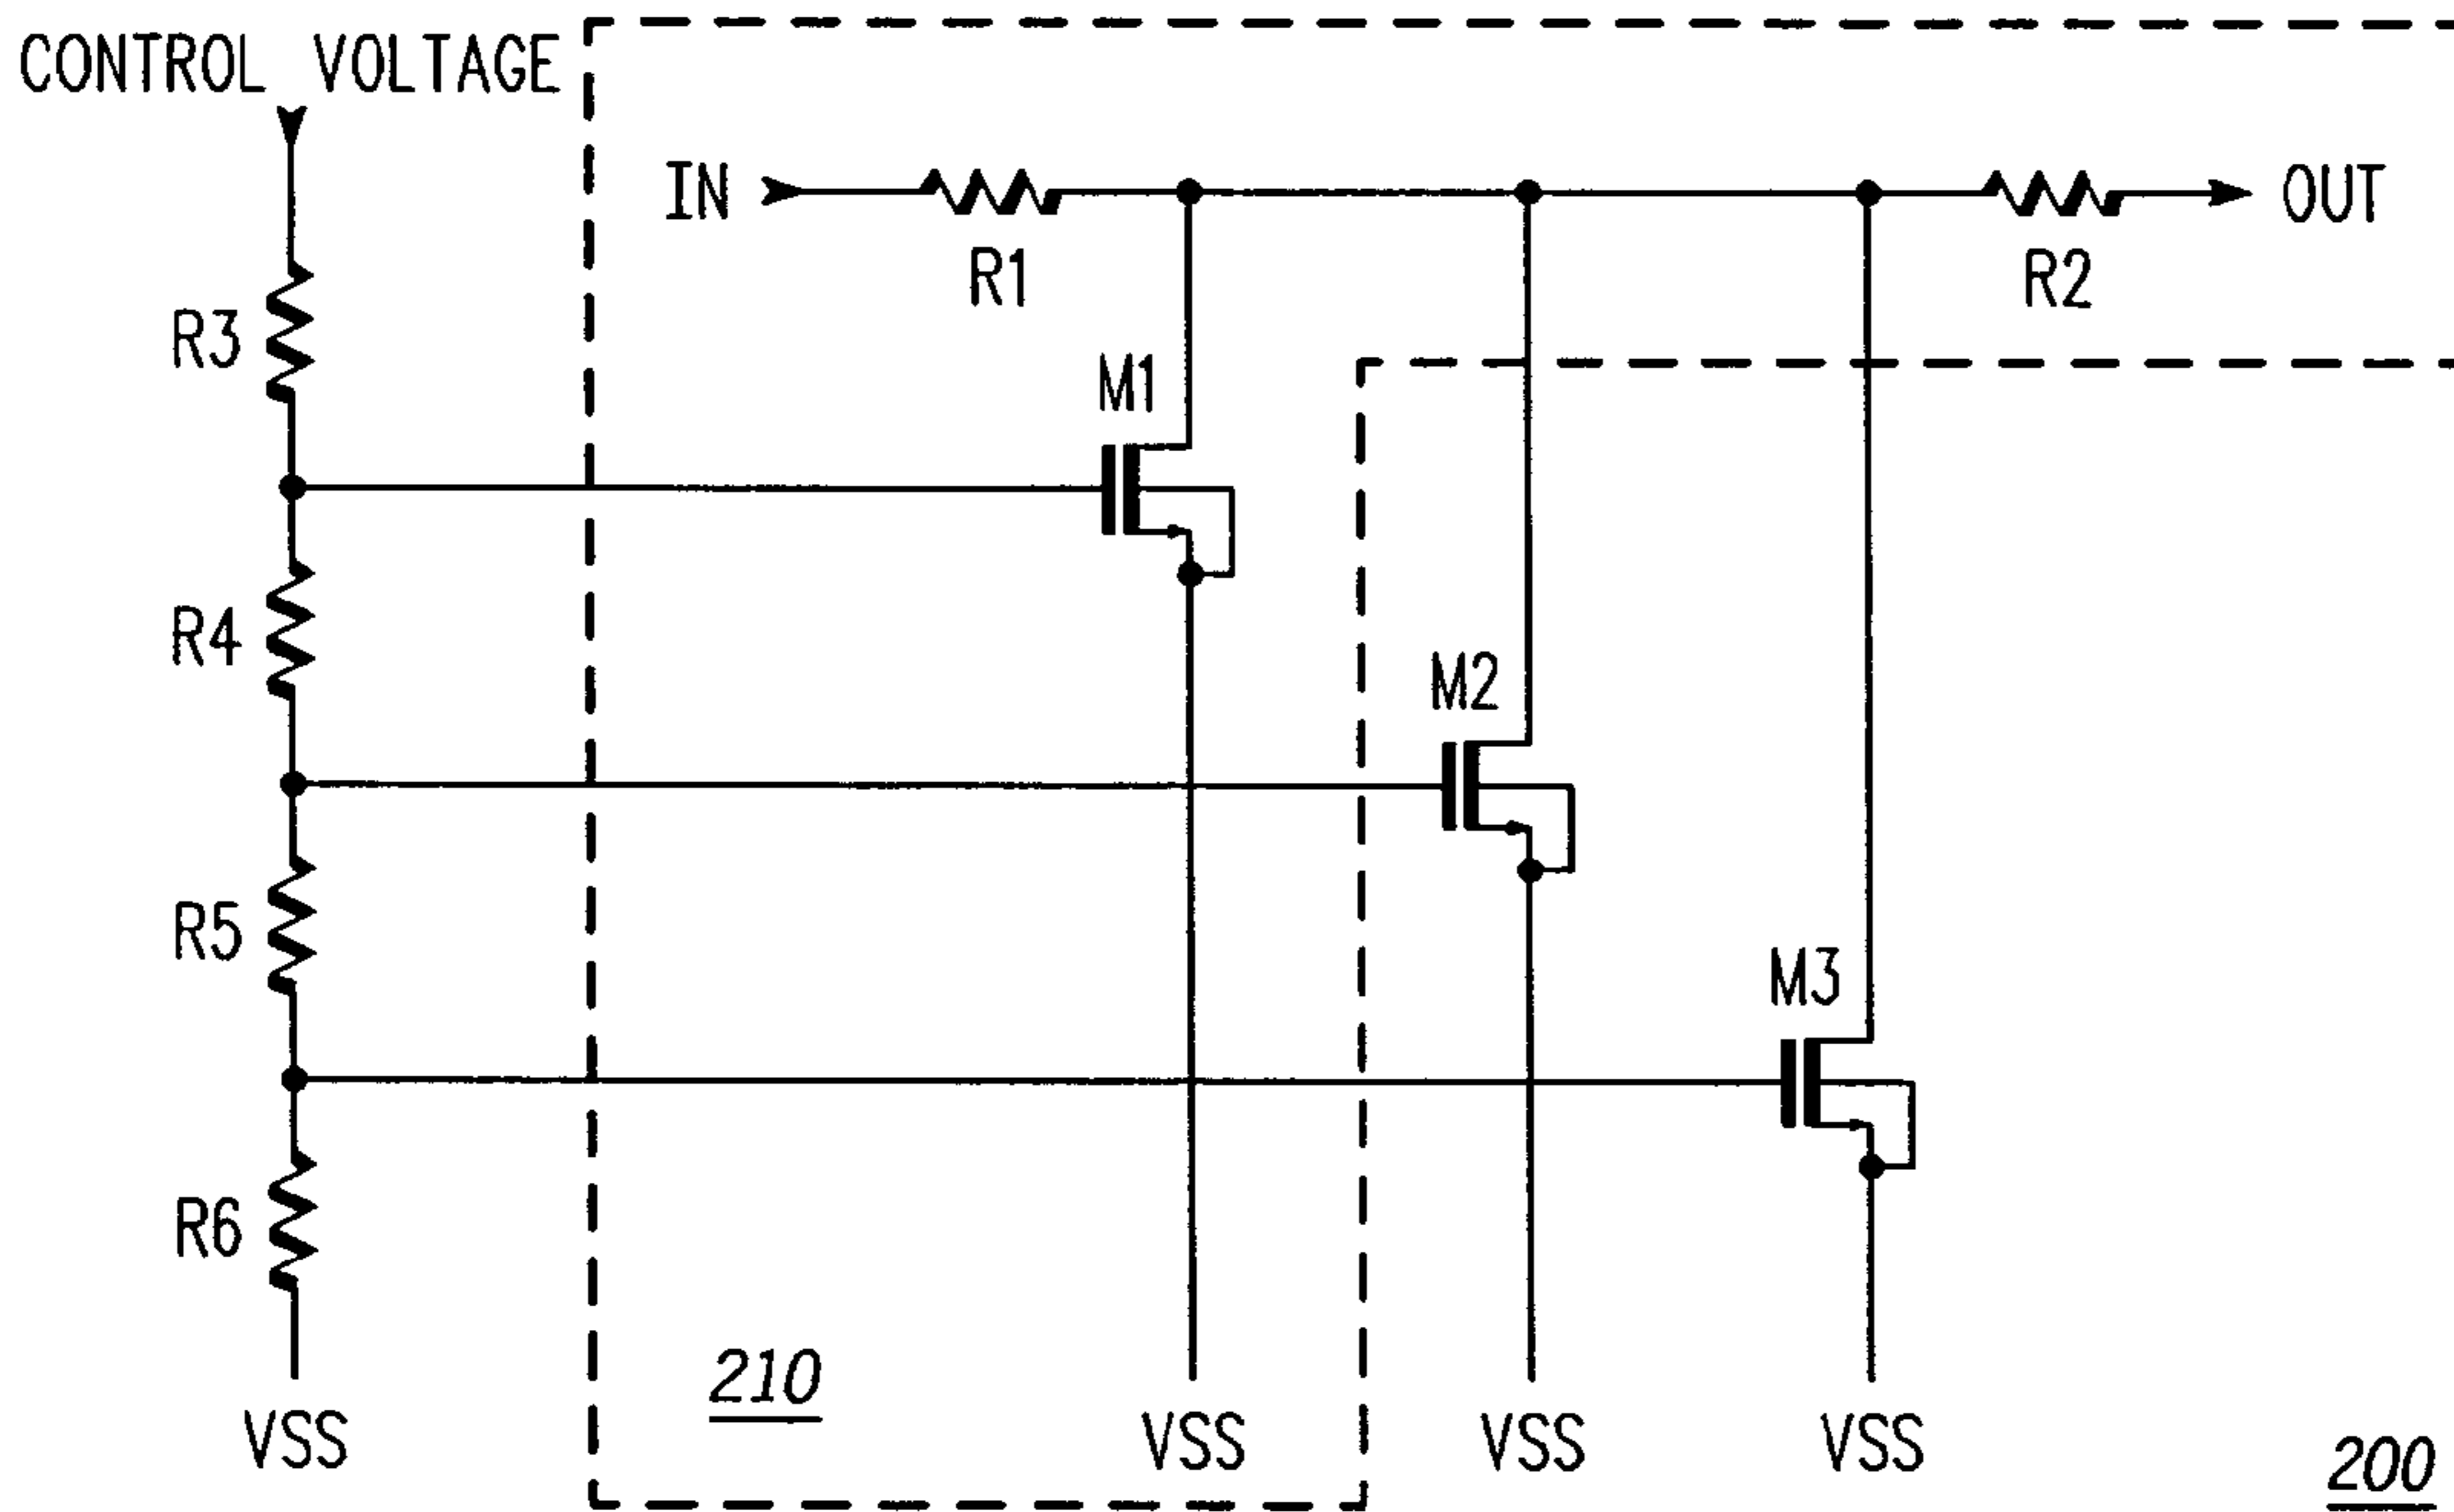 CONTROL VOLTAGE
IN
OUT
R1
R2
R3
M1
R4
M2
R5
M3
R6
210
VSS
VSS
VSS
VSS
200